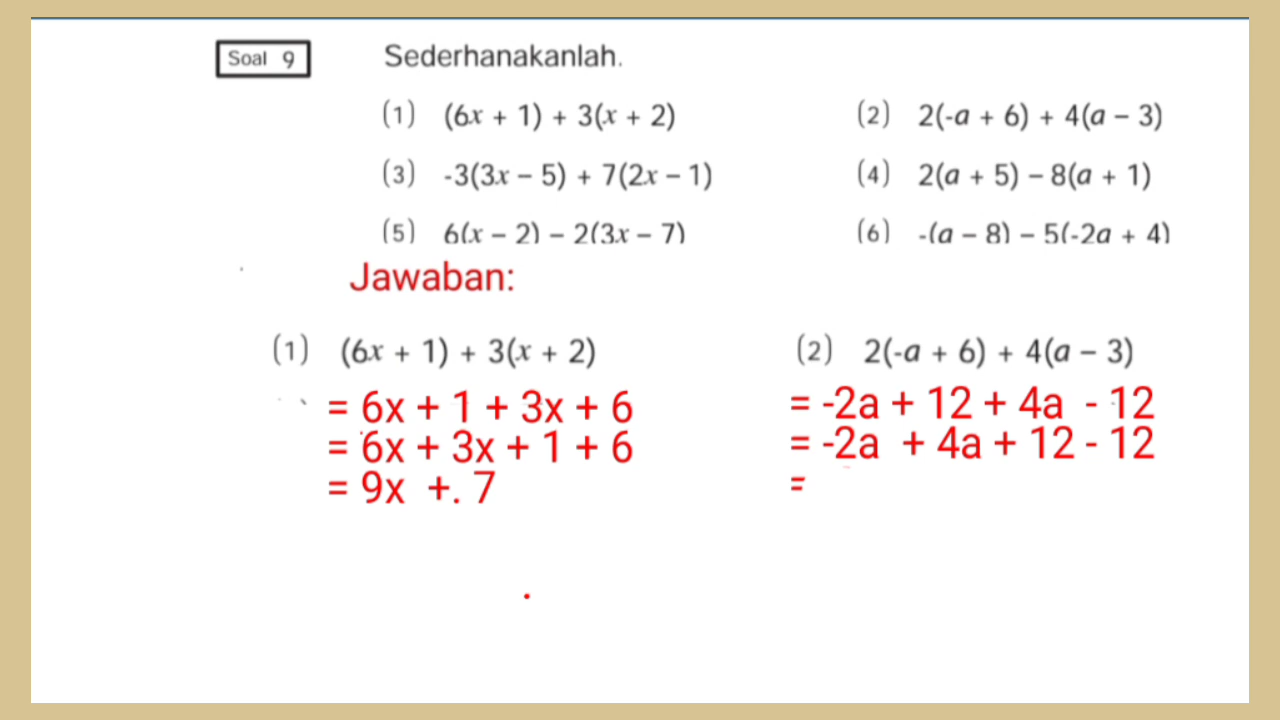 Soal 9 Sederhanakanlah.
(1) (6x + 1) + 3(x + 2) (2) 2(-a + 6) + 4(a – 3)
(3) -3(3x – 5) + 7(2x – 1) (4) 2(a + 5) – 8(a + 1)
(5) 6(x – 2) – 2(3x – 7) (6) -(a – 8) – 5(-2a + 4)
Jawaban:
(1) (6x + 1) + 3(x + 2) (2) 2(-a + 6) + 4(a – 3)
= 6x + 1 + 3x + 6 = -2a + 12 + 4a - 12
= 6x + 3x + 1 + 6 = -2a + 4a + 12 - 12
= 9x +. 7 =